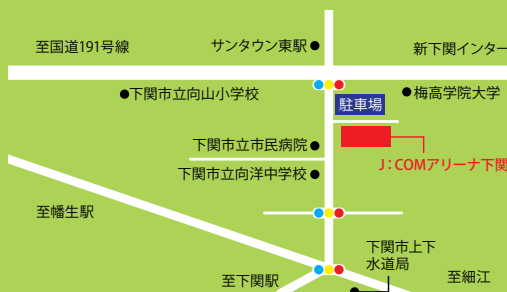 至国道191号線
サンタウン東駅
新下関インター
下関市立向山小学校
梅高学院大学
駐車場
下関市立市民病院
J:COMアリーナ下関
下関市立向洋中学校
至幡生駅
下関市上下
水道局
至下関駅
至細江